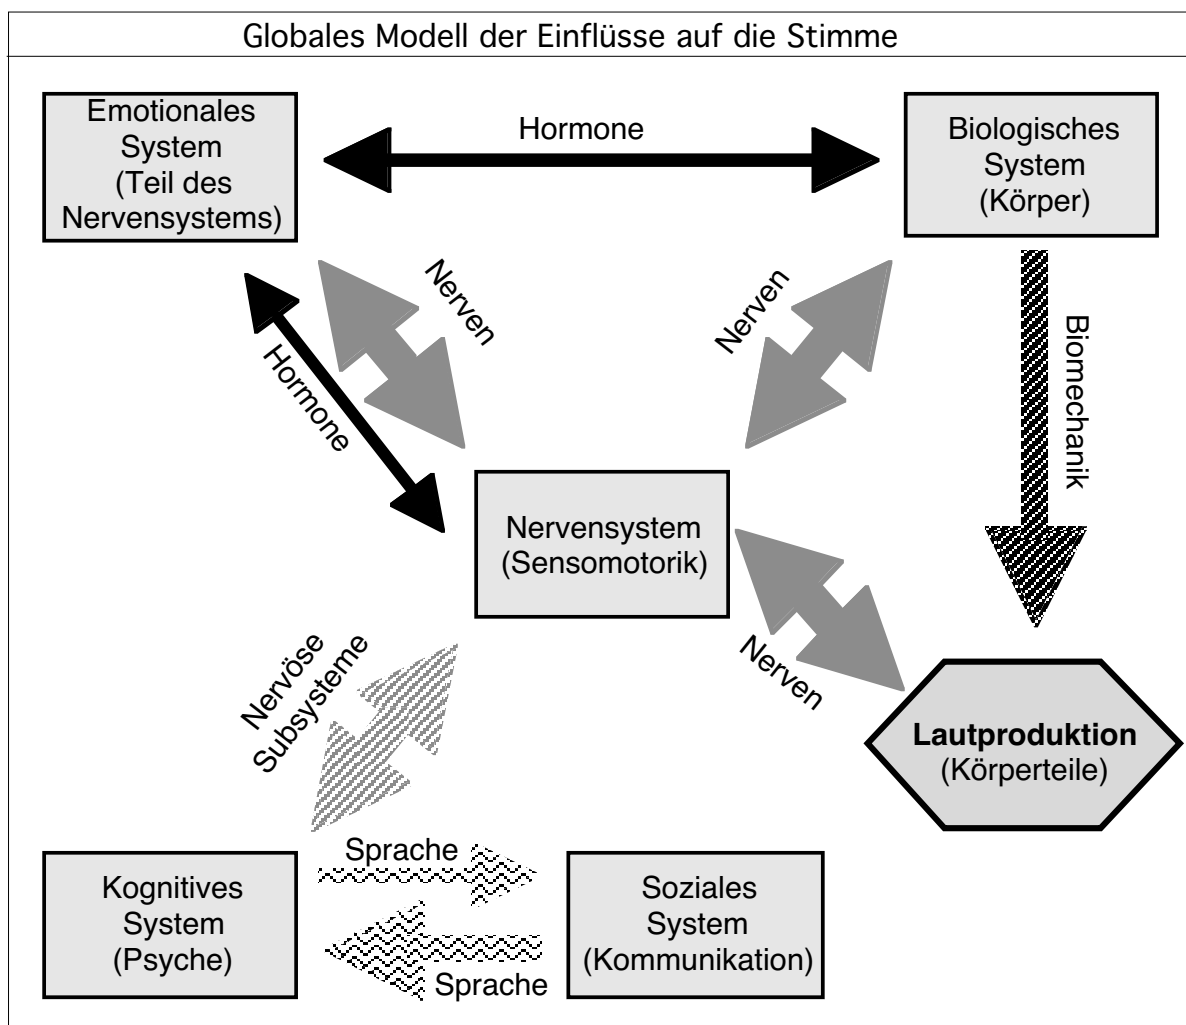 Globales Modell der Einflüsse auf die Stimme
Emotionales
System
(Teil des
Nervensystems)
Hormone
Biologisches
System
(Körper)
Nerven
Nerven
Hormone
Biomechanik
Nervensystem
(Sensomotorik)
Nervöse
Subsysteme
Nerven
Lautproduktion
(Körperteile)
Kognitives
System
(Psyche)
Sprache
Sprache
Soziales
System
(Kommunikation)